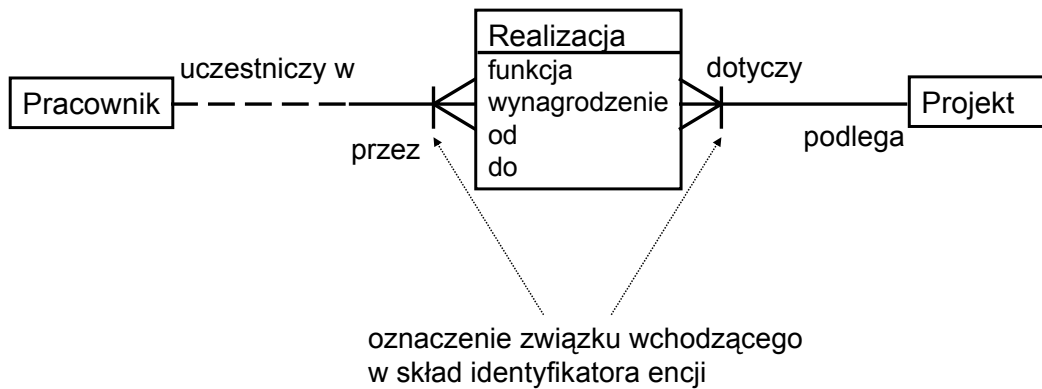 Realizacja
uczestniczy w
funkcja
dotyczy
Pracownik
wynagrodzenie
Projekt
od
przez
podlega
do
oznaczenie związku wchodzącego
w skład identyfikatora encji